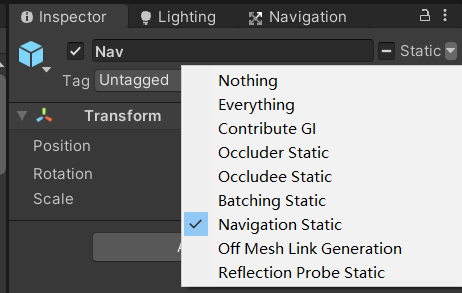 Inspector Lighting Navigation
Nav Static
Tag Untagged
Nothing
Everything
Transform Contribute GI
Position Occluder Static
Rotation Occludee Static
Scale Batching Static
Navigation Static
Off Mesh Link Generation
Reflection Probe Static